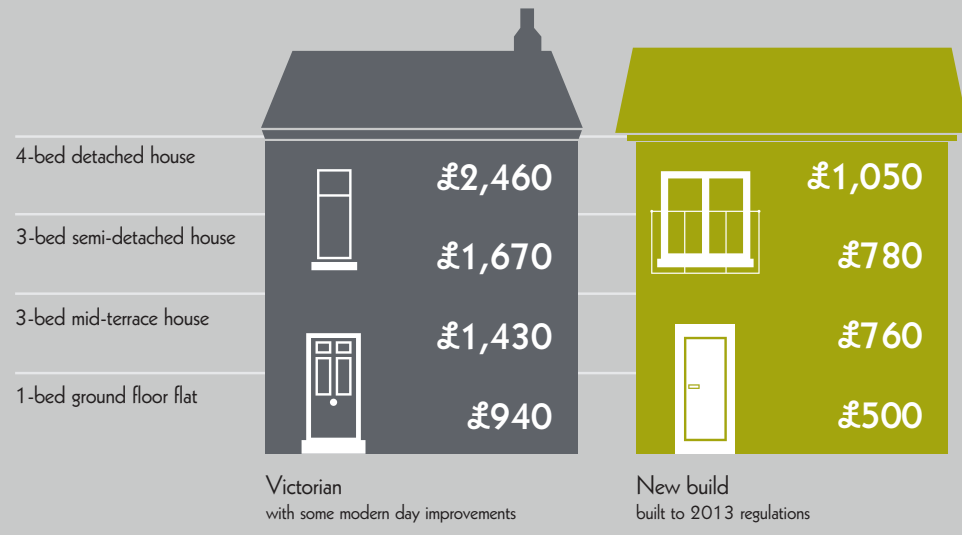 4-bed detached house £2,460 £1,050
3-bed semi-detached house £1,670 £780
3-bed mid-terrace house £1,430 £760
1-bed ground floor flat £940 £500
Victorian
with some modern day improvements
New build
built to 2013 regulations